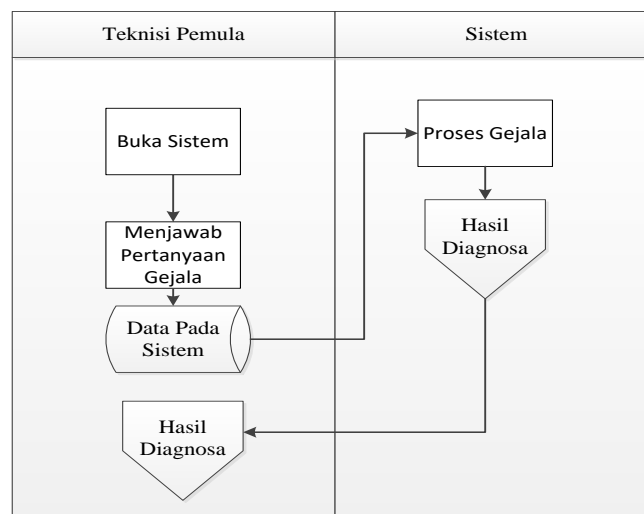 Teknisi Pemula
Sistem
Buka Sistem
Menjawab
Pertanyaan
Gejala
Data Pada
Sistem
Proses Gejala
Hasil
Diagnosa
Hasil
Diagnosa